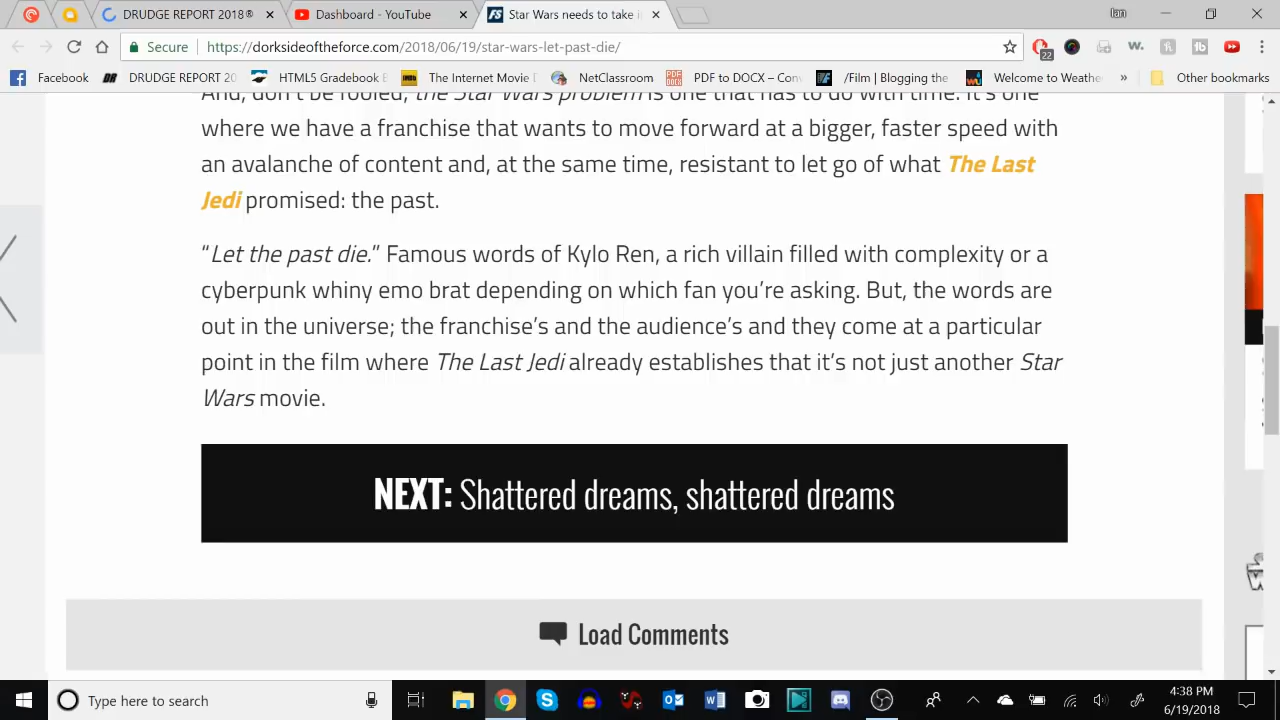 DRUDGE REPORT 2018®
Dashboard - YouTube
Star Wars needs to take i
Secure
https://dorksideoftheforce.com/2018/06/19/star-wars-let-past-die/
22
Facebook
DRUDGE REPORT 20
HTML5 Gradebook E
The Internet Movie D
NetClassroom
PDF to DOCX – Con
/Film | Blogging the
Welcome to Weathe
»
Other bookmarks
And, don't be fooled, the Star Wars problem is one that has to do with time. It's one
where we have a franchise that wants to move forward at a bigger, faster speed with
an avalanche of content and, at the same time, resistant to let go of what The Last
Jedi promised: the past.
“Let the past die.” Famous words of Kylo Ren, a rich villain filled with complexity or a
cyberpunk whiny emo brat depending on which fan you’re asking. But, the words are
out in the universe; the franchise’s and the audience’s and they come at a particular
point in the film where The Last Jedi already establishes that it’s not just another Star
Wars movie.
NEXT: Shattered dreams, shattered dreams
Load Comments
Type here to search
4:38 PM
6/19/2018